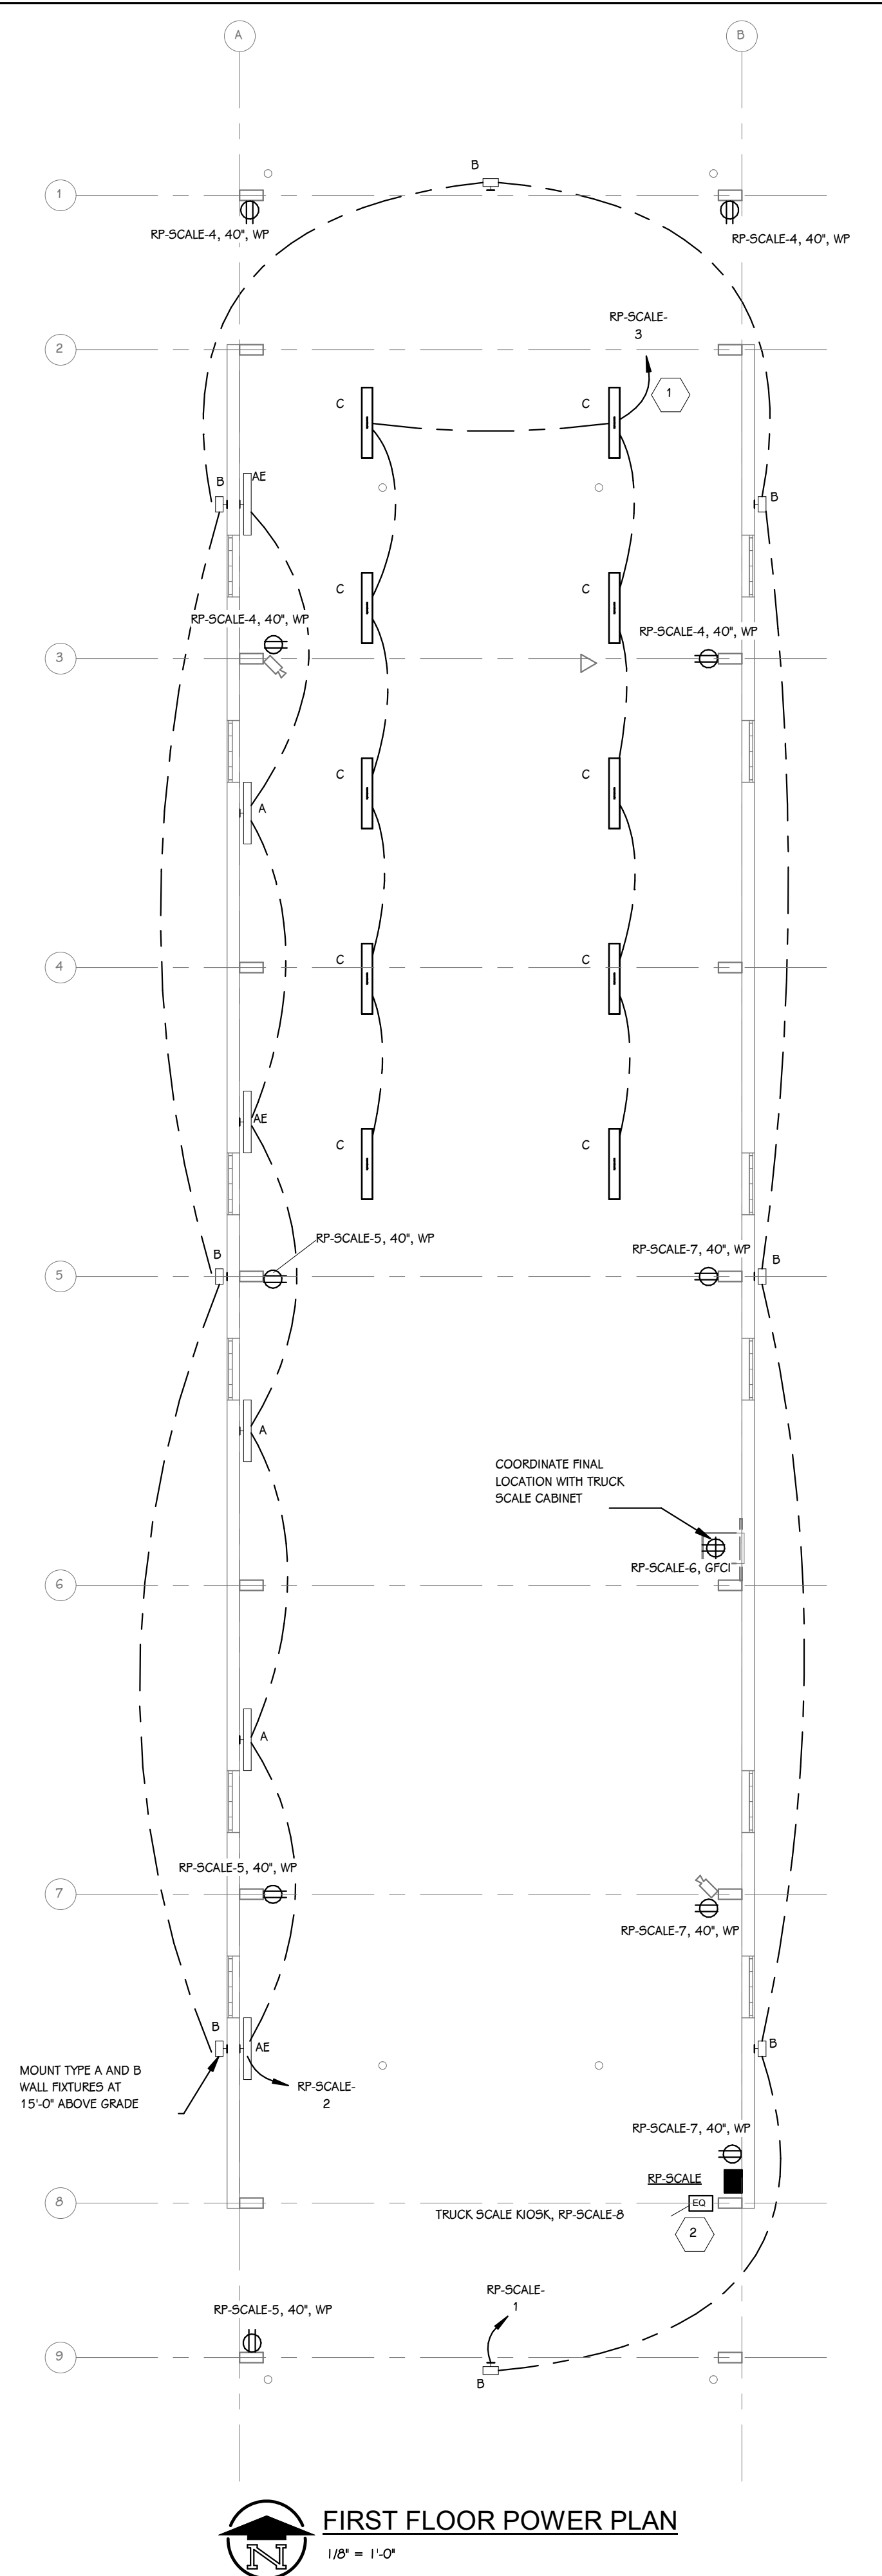 A
B
B
1
RP-SCALE-4, 40", WP
RP-SCALE-4, 40", WP
RP-SCALE-
3
2
1
C
C
AE
B
B
C
C
RP-SCALE-4, 40", WP
RP-SCALE-4, 40", WP
3
C
C
A
C
C
4
AE
C
C
RP-SCALE-5, 40", WP
RP-SCALE-7, 40", WP
B
B
5
A
COORDINATE FINAL
LOCATION WITH TRUCK
SCALE CABINET
RP-SCALE-6, GFCI
6
A
RP-SCALE-5, 40", WP
7
RP-SCALE-7, 40", WP
B
AE
B
MOUNT TYPE A AND B
WALL FIXTURES AT
15'-0" ABOVE GRADE
RP-SCALE-
2
RP-SCALE-7, 40", WP
RP-SCALE
8
EQ
TRUCK SCALE KIOSK, RP-SCALE-8
2
RP-SCALE-
1
RP-SCALE-5, 40", WP
9
B
FIRST FLOOR POWER PLAN
N
1/8" = 1'-0"